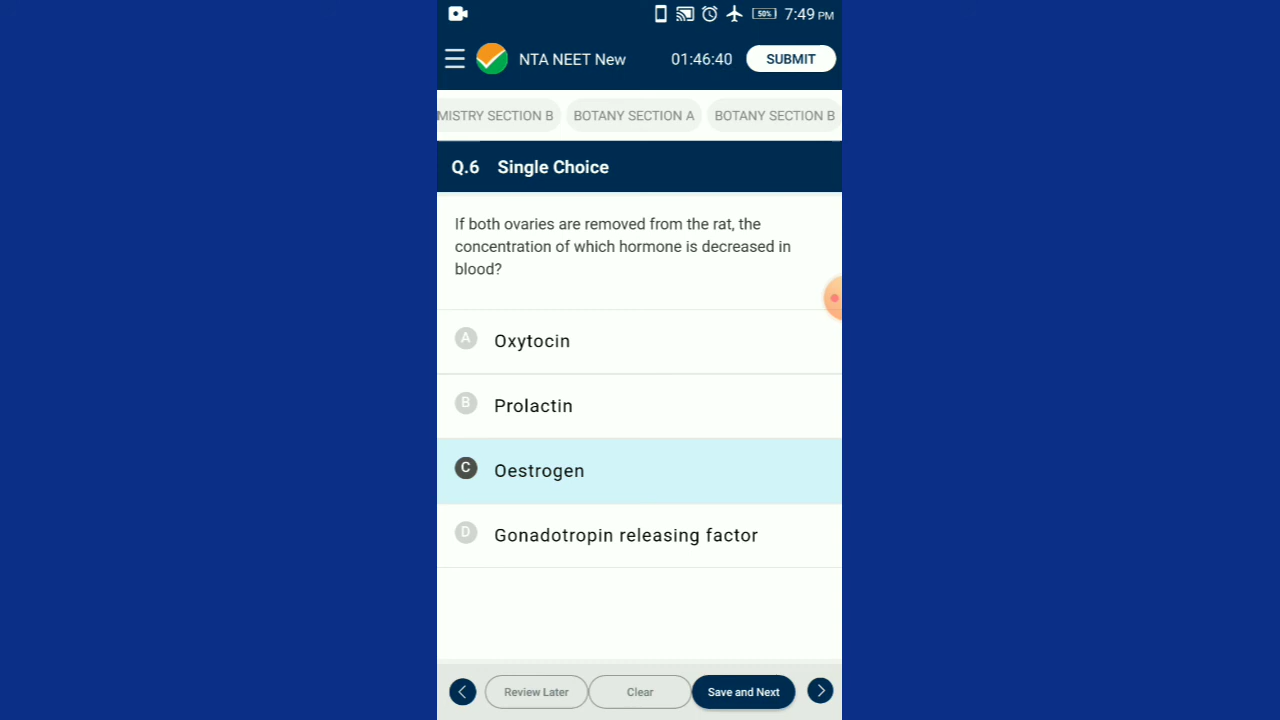 50% 7:49 PM
NTA NEET New 01:46:40 SUBMIT
MISTRY SECTION B BOTANY SECTION A BOTANY SECTION B
Q.6 Single Choice
If both ovaries are removed from the rat, the
concentration of which hormone is decreased in
blood?
A Oxytocin
B Prolactin
C Oestrogen
D Gonadotropin releasing factor
Review Later Clear Save and Next